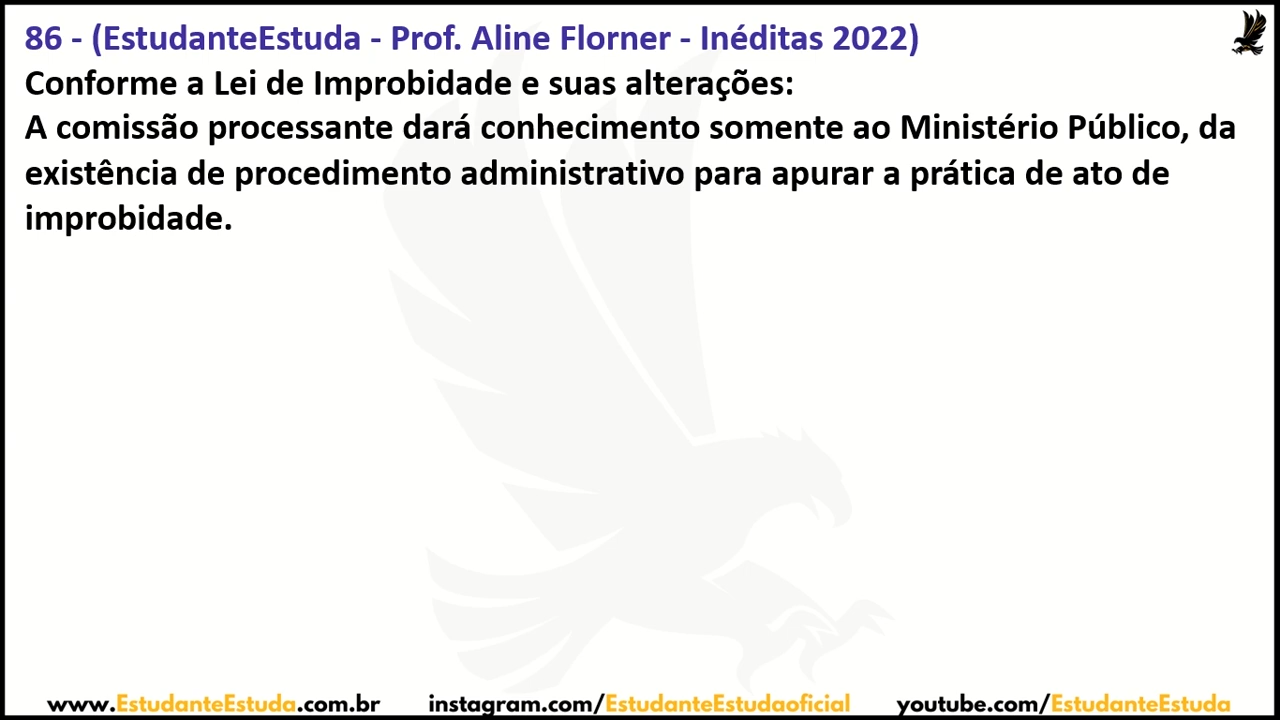 86 - (EstudanteEstuda - Prof. Aline Florner - Inéditas 2022)
Conforme a Lei de Improbidade e suas alterações:
A comissão processante dará conhecimento somente ao Ministério Público, da
existência de procedimento administrativo para apurar a prática de ato de
improbidade.
www.EstudanteEstuda.com.br instagram.com/EstudanteEstudaoficial youtube.com/EstudanteEstuda